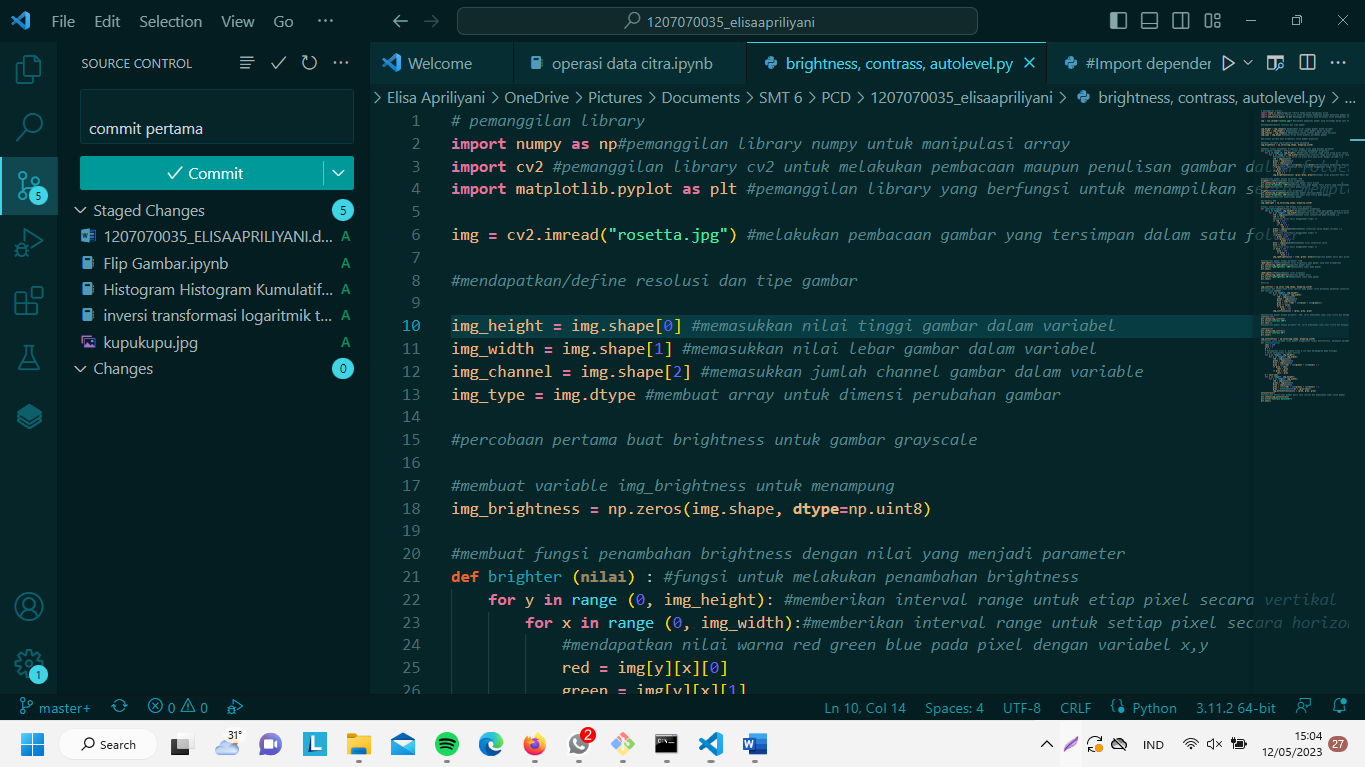 File Edit Selection View Go ···
1207070035_elisaapriliyani
SOURCE CONTROL
commit pertama
Commit
Staged Changes 5
1207070035_ELISAAPRILIYANI.d... A
Flip Gambar.ipynb A
Histogram Histogram Kumulatif... A
inversi transformasi logaritmik t... A
kupukupu.jpg A
Changes 0
5
1
Welcome operasi data citra.ipynb brightness, contrass, autolevel.py #Import depender
> Elisa Apriliyani > OneDrive > Pictures > Documents > SMT 6 > PCD > 1207070035_elisaapriliyani > brightness, contrass, autolevel.py > ...
1 # pemanggilan library
2 import numpy as np#pemanggilan library numpy untuk manipulasi array
3 import cv2 #pemanggilan library cv2 untuk melakukan pembacaan maupun penulisan gambar
4 import matplotlib.pyplot as plt #pemanggilan library yang berfungsi untuk menampilkan
5
6 img = cv2.imread("rosetta.jpg") #melakukan pembacaan gambar yang tersimpan dalam satu
7
8 #mendapatkan/define resolusi dan tipe gambar
9
10 img_height = img.shape[0] #memasukkan nilai tinggi gambar dalam variabel
11 img_width = img.shape[1] #memasukkan nilai lebar gambar dalam variabel
12 img_channel = img.shape[2] #memasukkan jumlah channel gambar dalam variable
13 img_type = img.dtype #membuat array untuk dimensi perubahan gambar
14
15 #percobaan pertama buat brightness untuk gambar grayscale
16
17 #membuat variable img_brightness untuk menampung
18 img_brightness = np.zeros(img.shape, dtype=np.uint8)
19
20 #membuat fungsi penambahan brightness dengan nilai yang menjadi parameter
21 def brighter (nilai) : #fungsi untuk melakukan penambahan brightness
22 for y in range (0, img_height): #memberikan interval range untuk etiap pixel secara vertikal
23 for x in range (0, img_width):#memberikan interval range untuk setiap pixel secara horizon
24 #mendapatkan nilai warna red green blue pada pixel dengan variabel x,y
25 red = img[y][x][0]
26 green = img[y][x][1]
master+ 0 0 Ln 10, Col 14 Spaces: 4 UTF-8 CRLF Python 3.11.2 64-bit
Search 31° 2 IND 15:04 27
12/05/2023